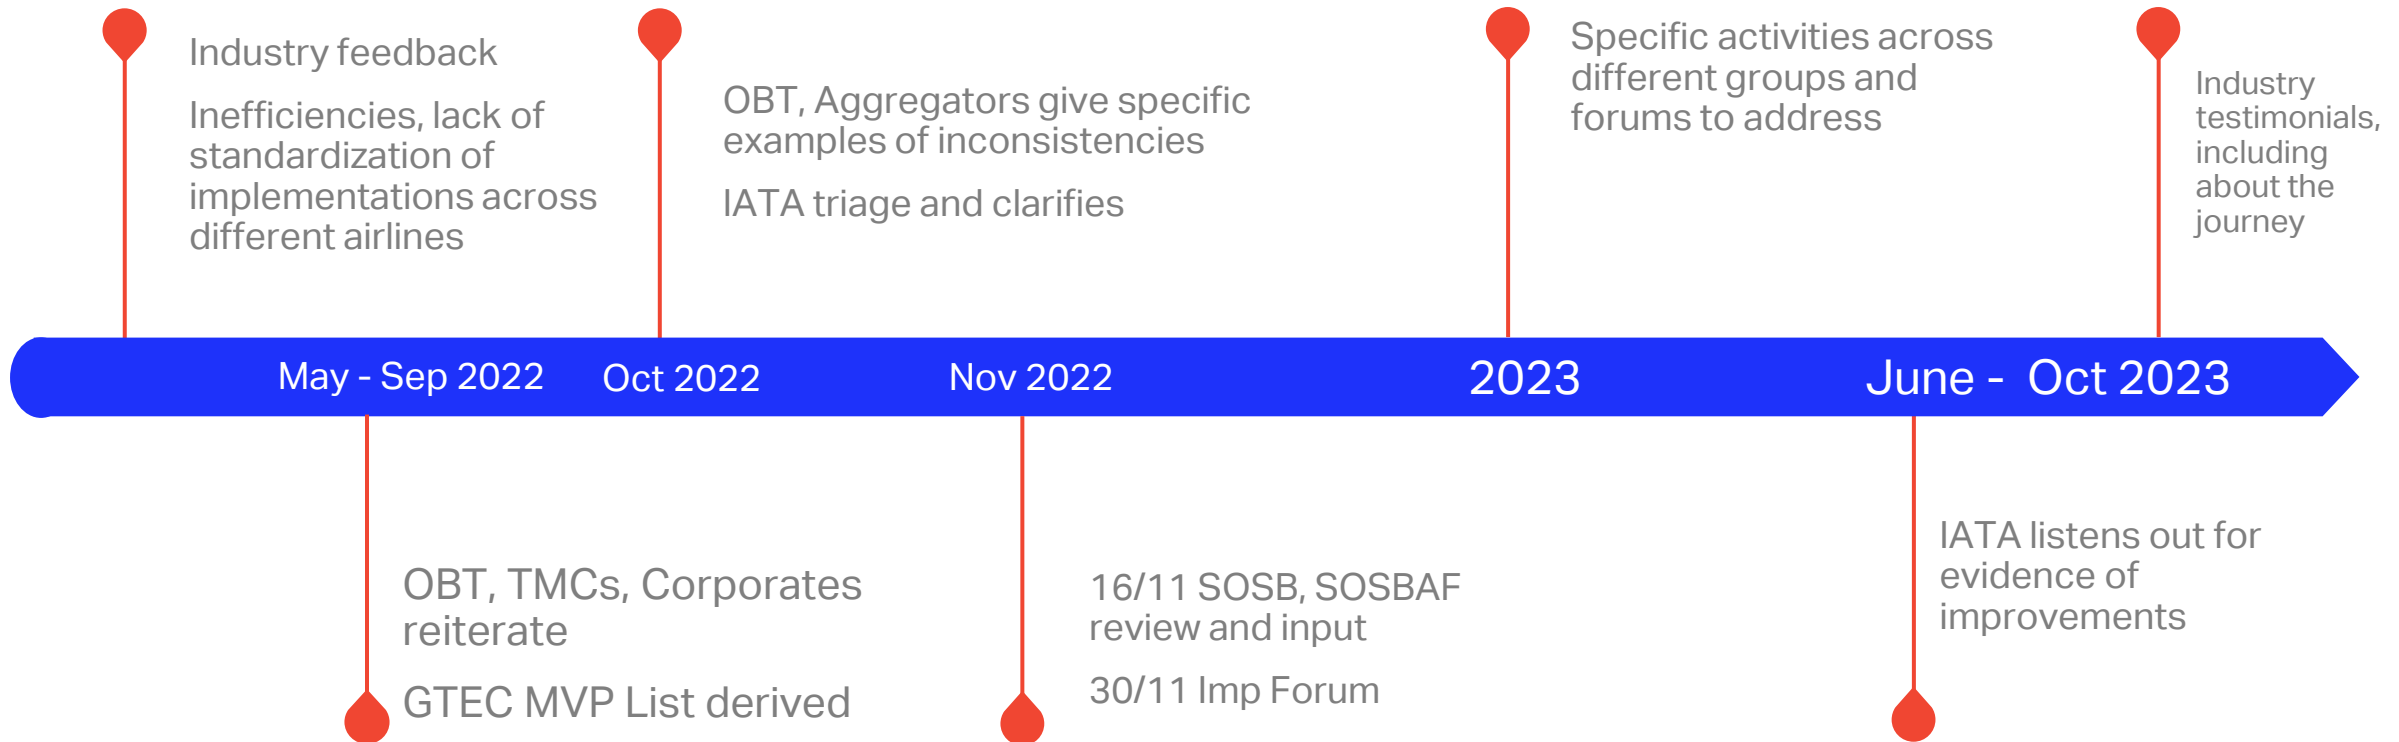 Industry feedback
Inefficiencies, lack of
standardization of
implementations across
different airlines
OBT, Aggregators give specific
examples of inconsistencies
IATA triage and clarifies
Specific activities across
different groups and
forums to address
Industry
testimonials,
including
about the
journey
May - Sep 2022
Oct 2022
Nov 2022
2023
June - Oct 2023
OBT, TMCs, Corporates
reiterate
GTEC MVP List derived
16/11 SOSB, SOSBAF
review and input
30/11 Imp Forum
IATA listens out for
evidence of
improvements